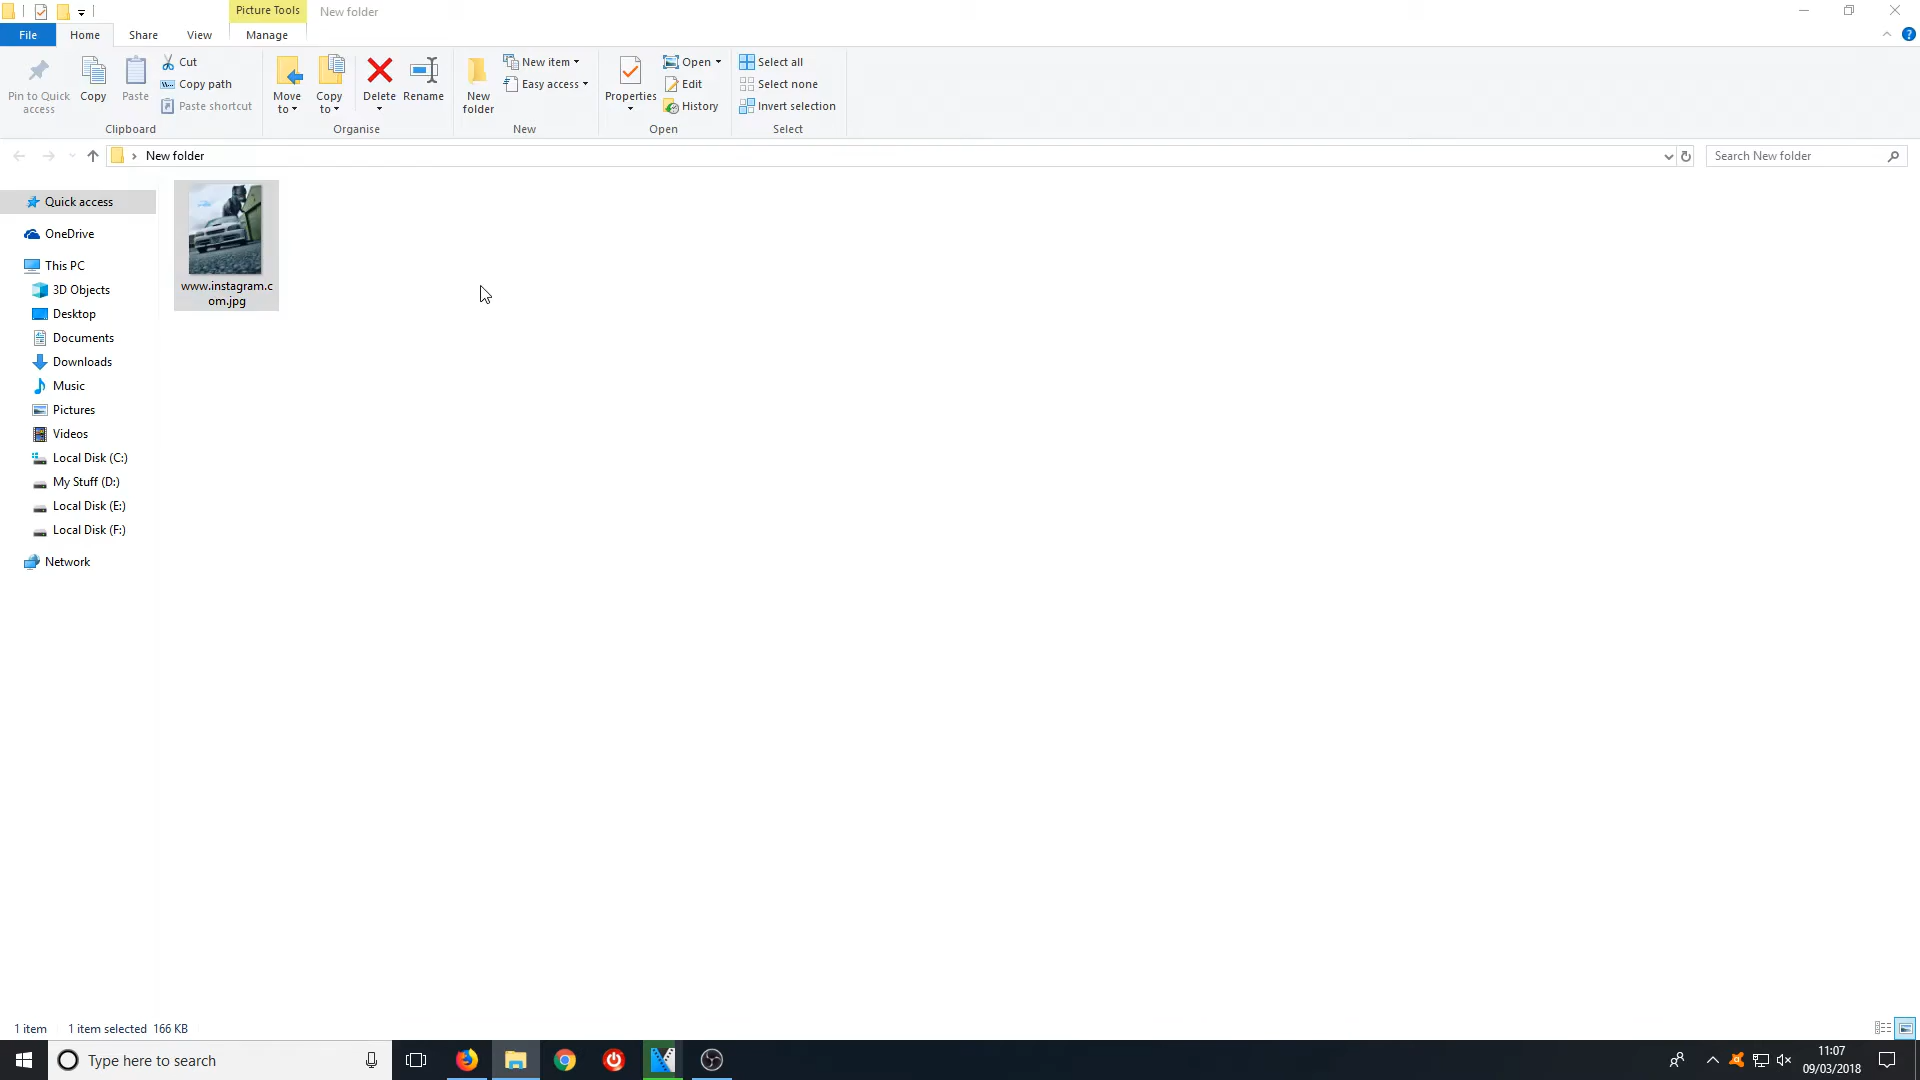 Picture Tools
New folder
File
Home
Share
View
Manage
?
Pin to Quick
access
Copy
Paste
Cut
Copy path
Paste shortcut
Clipboard
Move
to
Copy
to
Delete
Rename
Organise
New
folder
New item
Easy access
New
Properties
Open
Edit
History
Open
Select all
Select none
Invert selection
Select
New folder
Search New folder
Quick access
OneDrive
This PC
3D Objects
Desktop
Documents
Downloads
Music
Pictures
Videos
Local Disk (C:)
My Stuff (D:)
Local Disk (E:)
Local Disk (F:)
Network
www.instagram.c
om.jpg
1 item
1 item selected 166 KB
Type here to search
11:07
09/03/2018